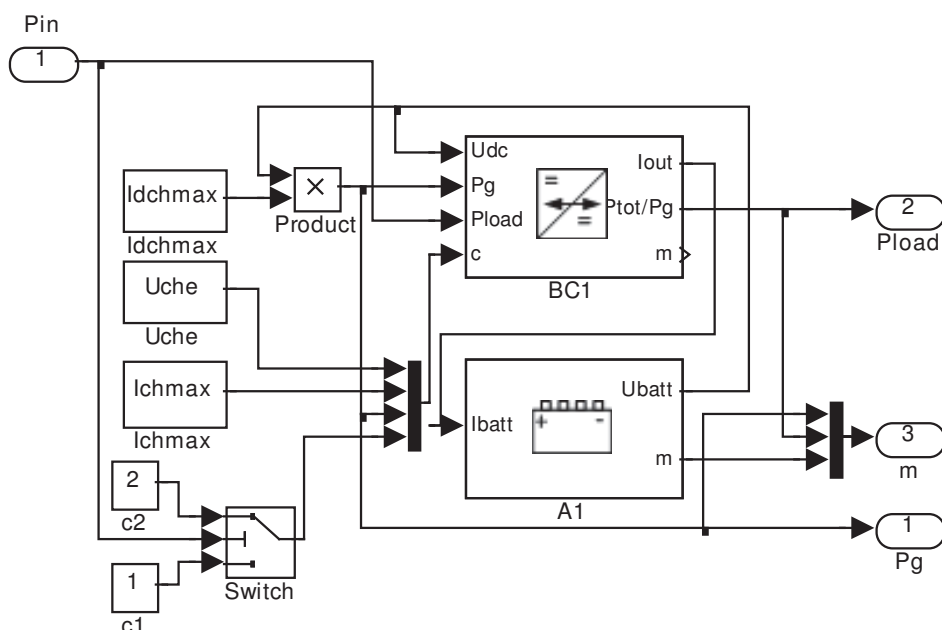 Pin
1
Udc
Iout
Idchmax
Pg
Product
Ptot/Pg
2
Idchmax
Pload
Pload
c
m
BC1
Uche
Uche
Ichmax
Ichmax
Ubatt
Ibatt
+ -
m
A1
3
m
2
c2
1
Pg
Switch
1
c1